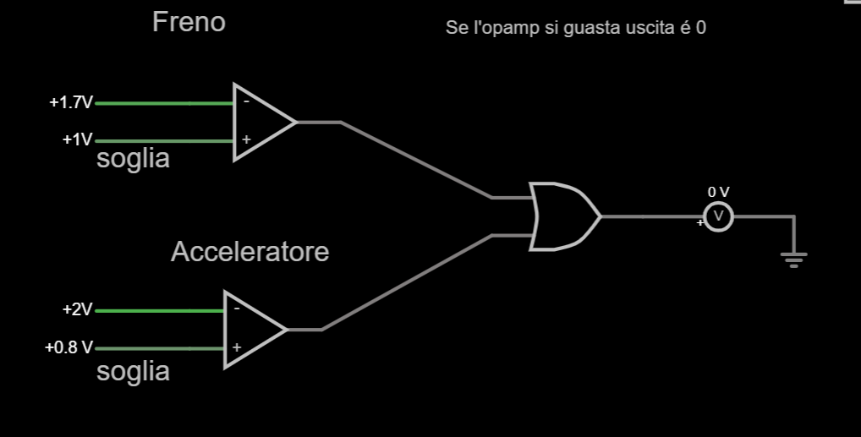 Freno
Se l'opamp si guasta uscita é 0
+1.7V
-
+1V
+
soglia
0 V
V
+
Acceleratore
+2V
-
+0.8 V
+
soglia